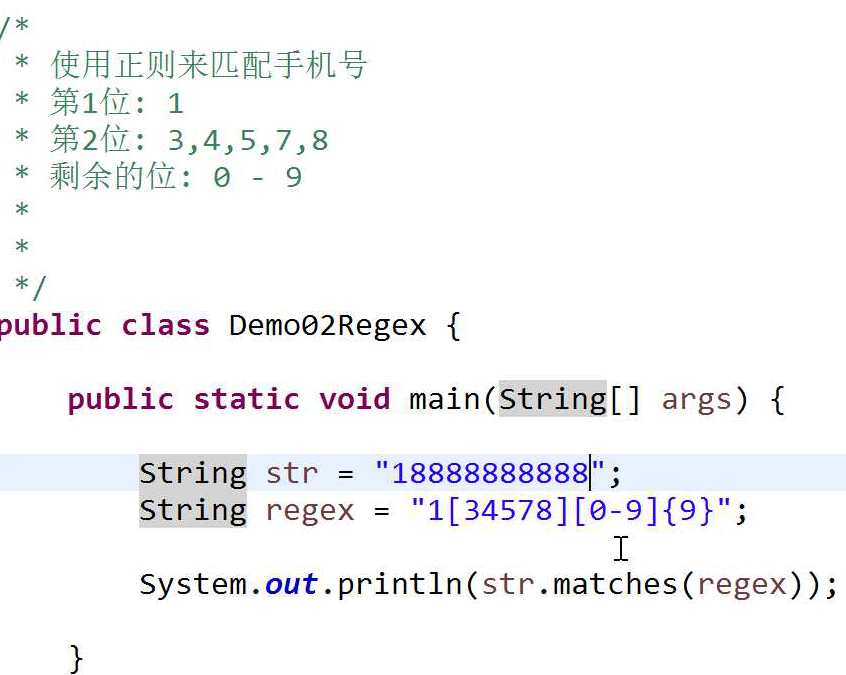 /*
 * 使用正则来匹配手机号
 * 第1位: 1
 * 第2位: 3,4,5,7,8
 * 剩余的位: 0 - 9
 *
 *
 */
public class Demo02Regex {
    public static void main(String[] args) {
        String str = "18888888888";
        String regex = "1[34578][0-9]{9}";
        System.out.println(str.matches(regex));
    }